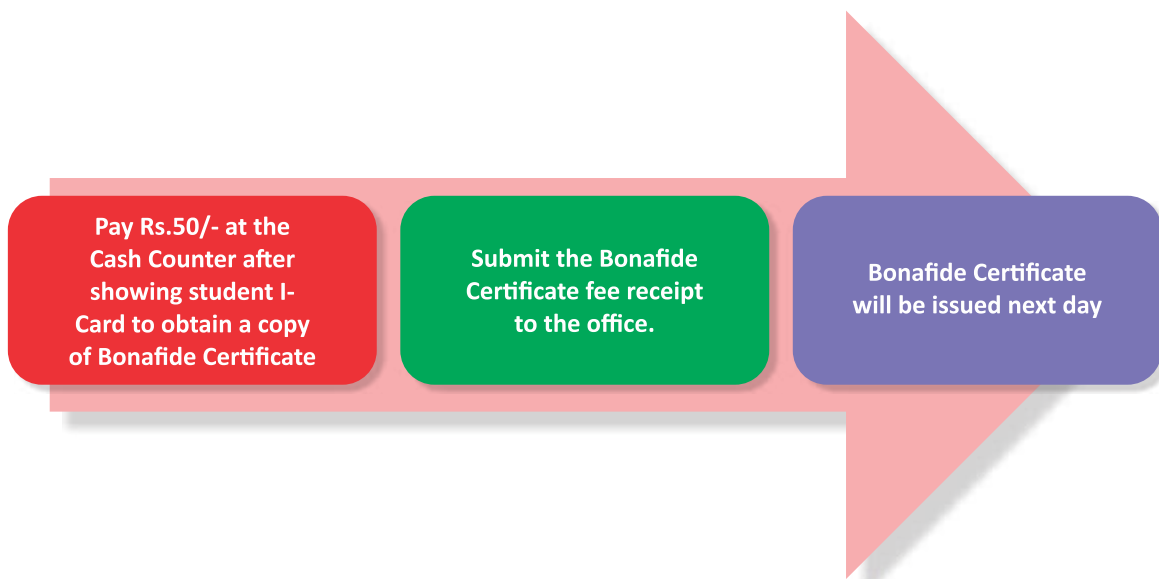 Pay Rs.50/- at the
Cash Counter after
showing student I-
Card to obtain a copy
of Bonafide Certificate
Submit the Bonafide
Certificate fee receipt
to the office.
Bonafide Certificate
will be issued next day